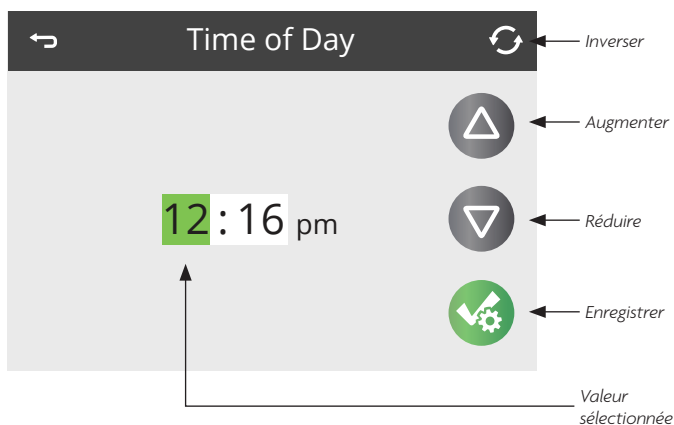 Time of Day
Inverser
Augmenter
12 : 16 pm
Réduire
Enregistrer
Valeur
sélectionnée